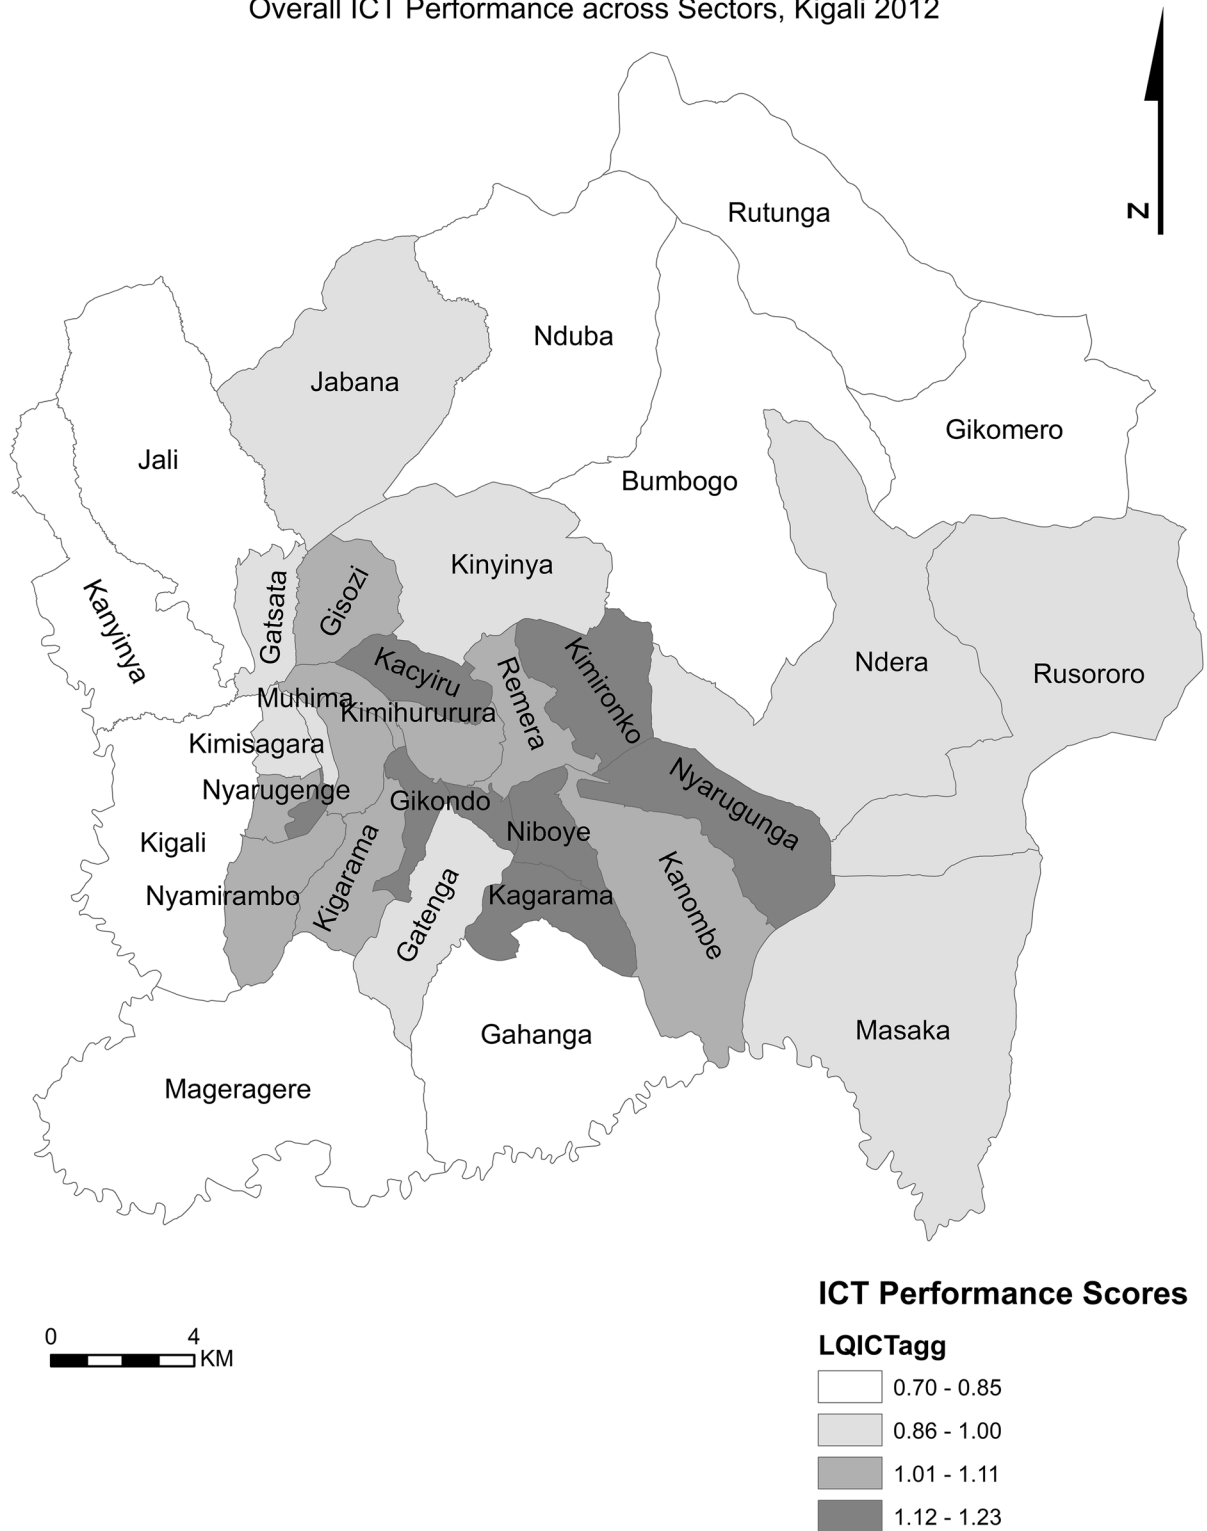 Overall ICT Performance across Sectors, Kigali 2012
N
Rutunga
Nduba
Jabana
Gikomero
Jali
Bumbogo
Kinyinya
Gatsata
Gisozi
Kanyinya
Kacyiru
Remera
Kimironko
Ndera
Rusororo
Muhima
Kimihururura
Kimisagara
Nyarugenge
Gikondo
Nyarugunga
Niboye
Kigali
Kigarama
Nyamirambo
Gatenga
Kagarama
Kanombe
Gahanga
Masaka
Mageragere
ICT Performance Scores
LQICTagg
0.70 - 0.85
0.86 - 1.00
1.01 - 1.11
1.12 - 1.23
0 4
KM